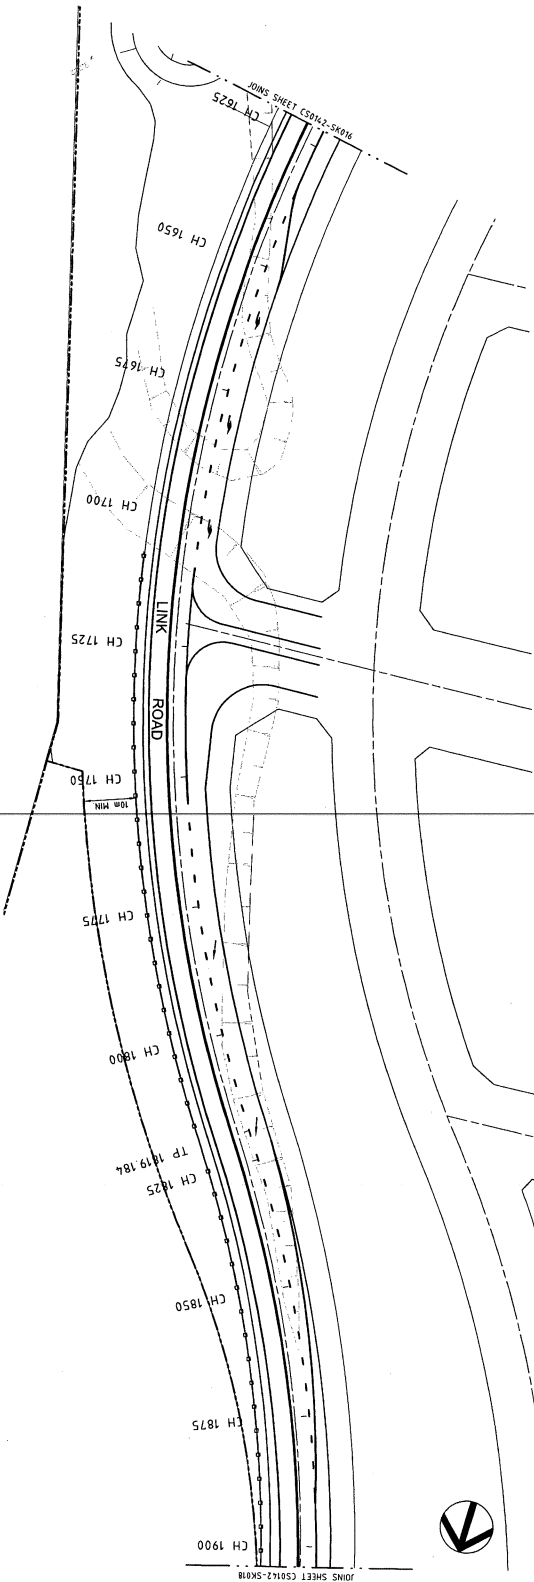 JOINS SHEET CS0142-SK016
CH 1625
CH 1650
CH 1675
CH 1700
LINK ROAD
CH 1725
CH 1750
10m MIN.
CH 1775
CH 1800
TP 1819.184
CH 1825
CH 1850
CH 1875
CH 1900
JOINS SHEET CS0142-SK018